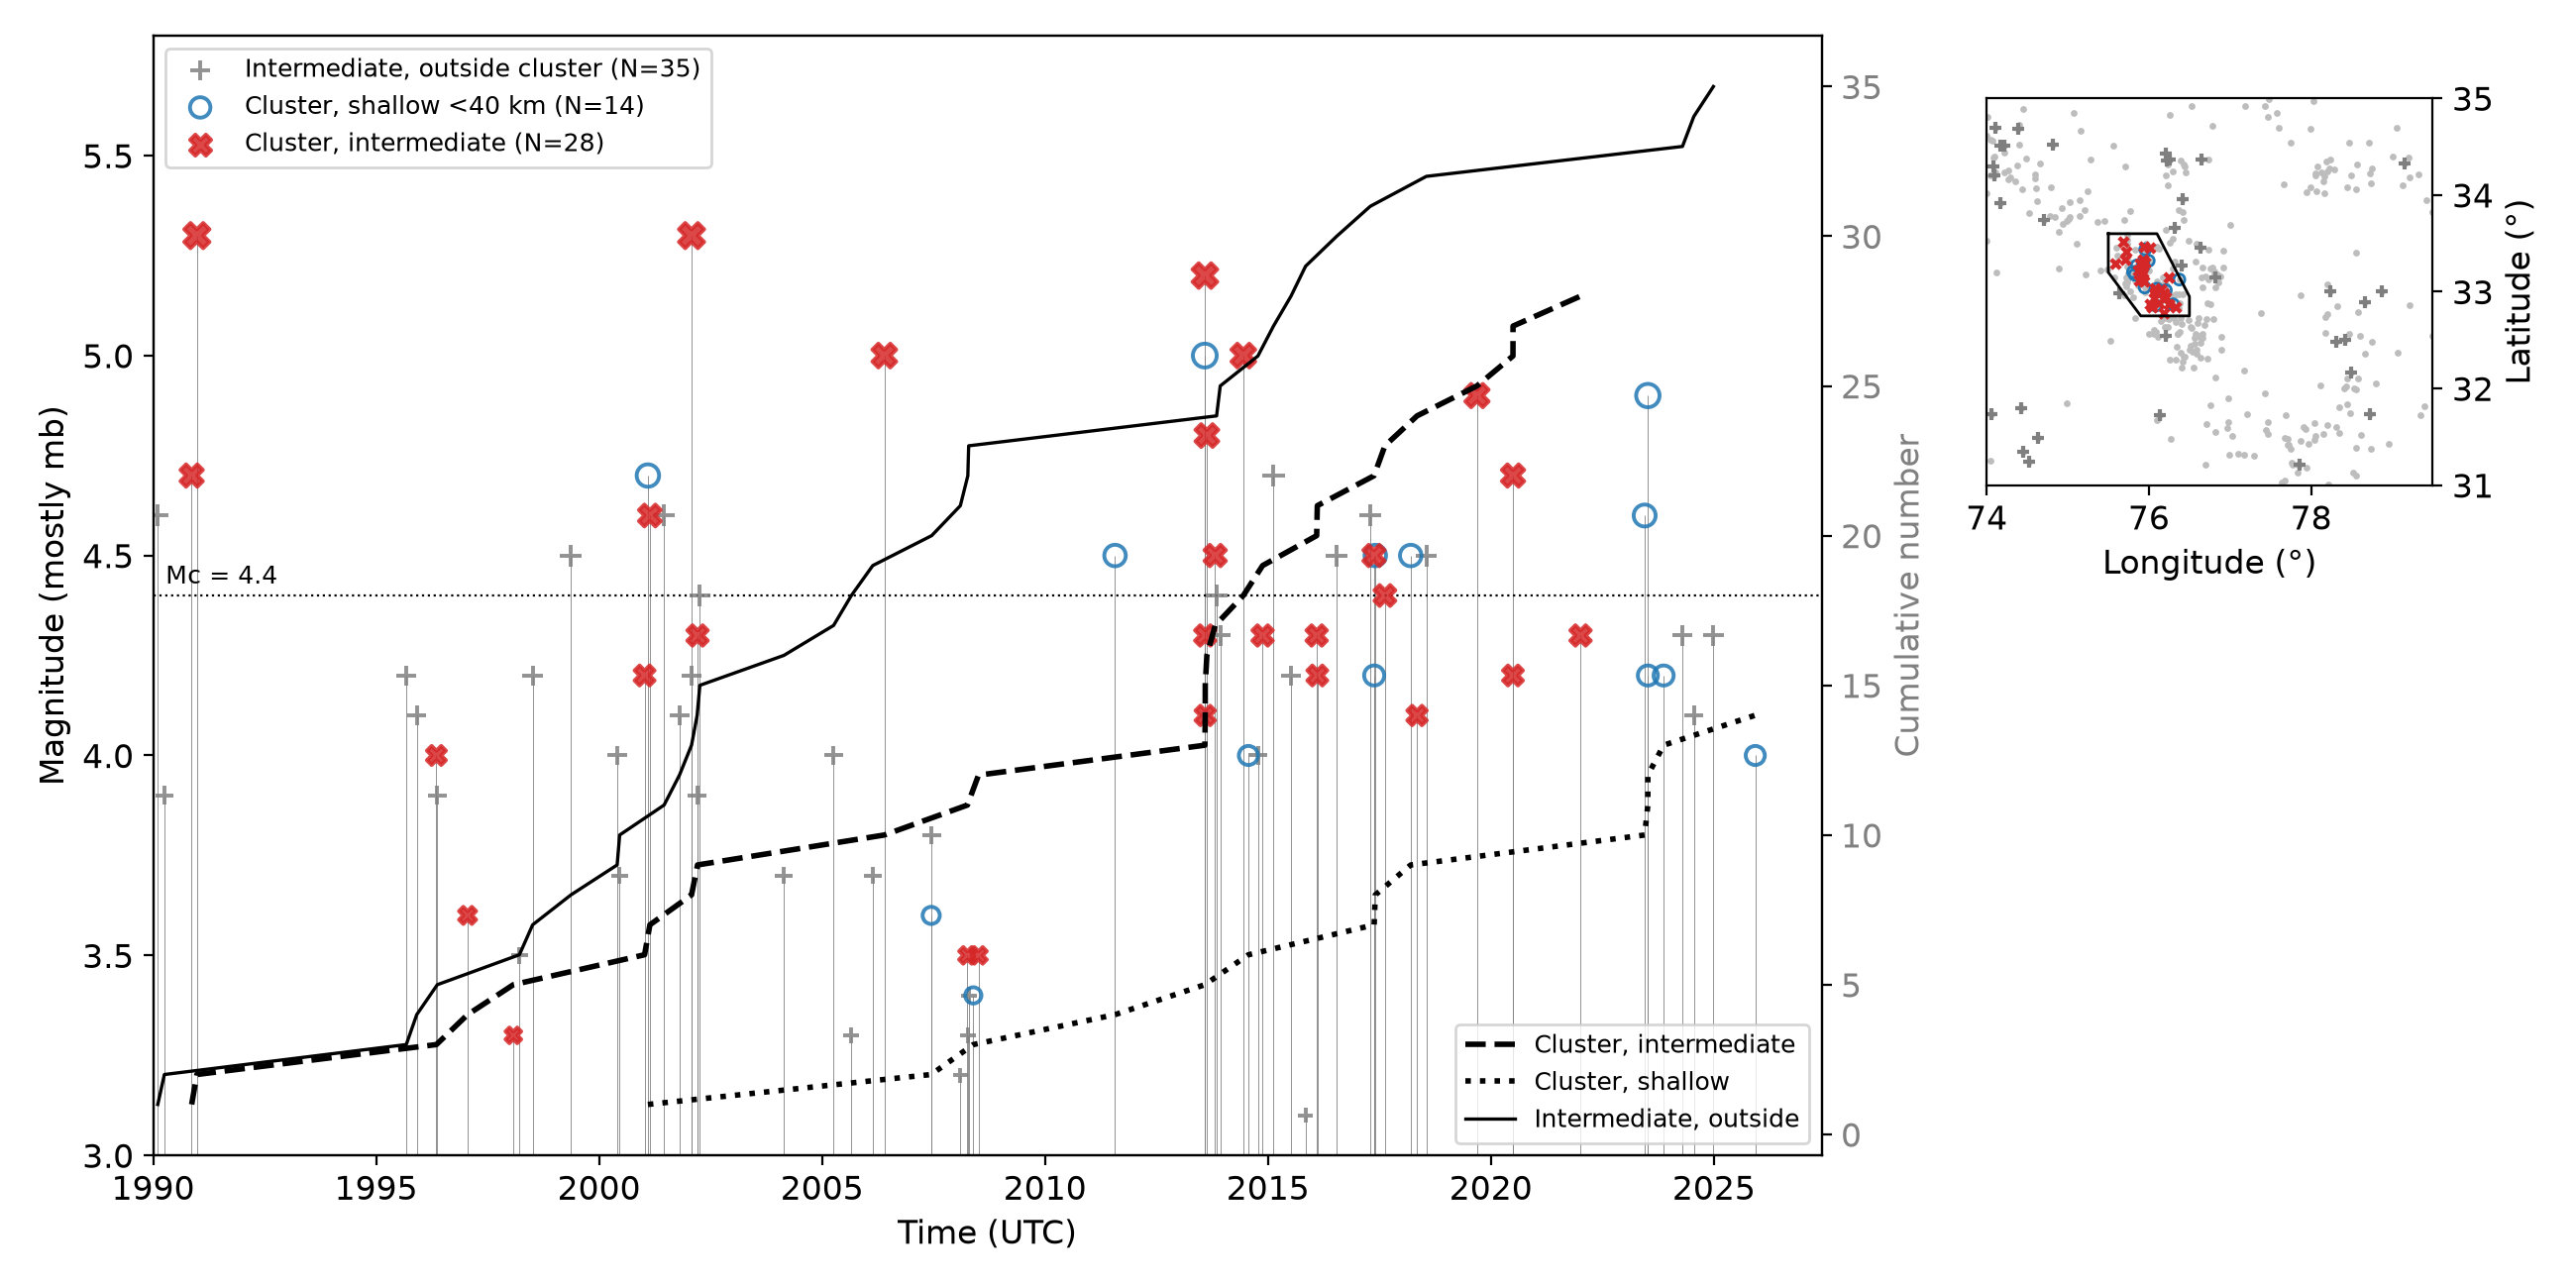 Intermediate, outside cluster (N=35)
Cluster, shallow <40 km (N=14)
Cluster, intermediate (N=28)
Magnitude (mostly mb)
5.5
5.0
4.5
4.0
3.5
3.0
Mc = 4.4
1990
1995
2000
2005
2010
2015
2020
2025
Time (UTC)
35
30
25
20
15
10
5
0
Cumulative number
Cluster, intermediate
Cluster, shallow
Intermediate, outside
35
34
33
32
31
Latitude (°)
74
76
78
Longitude (°)